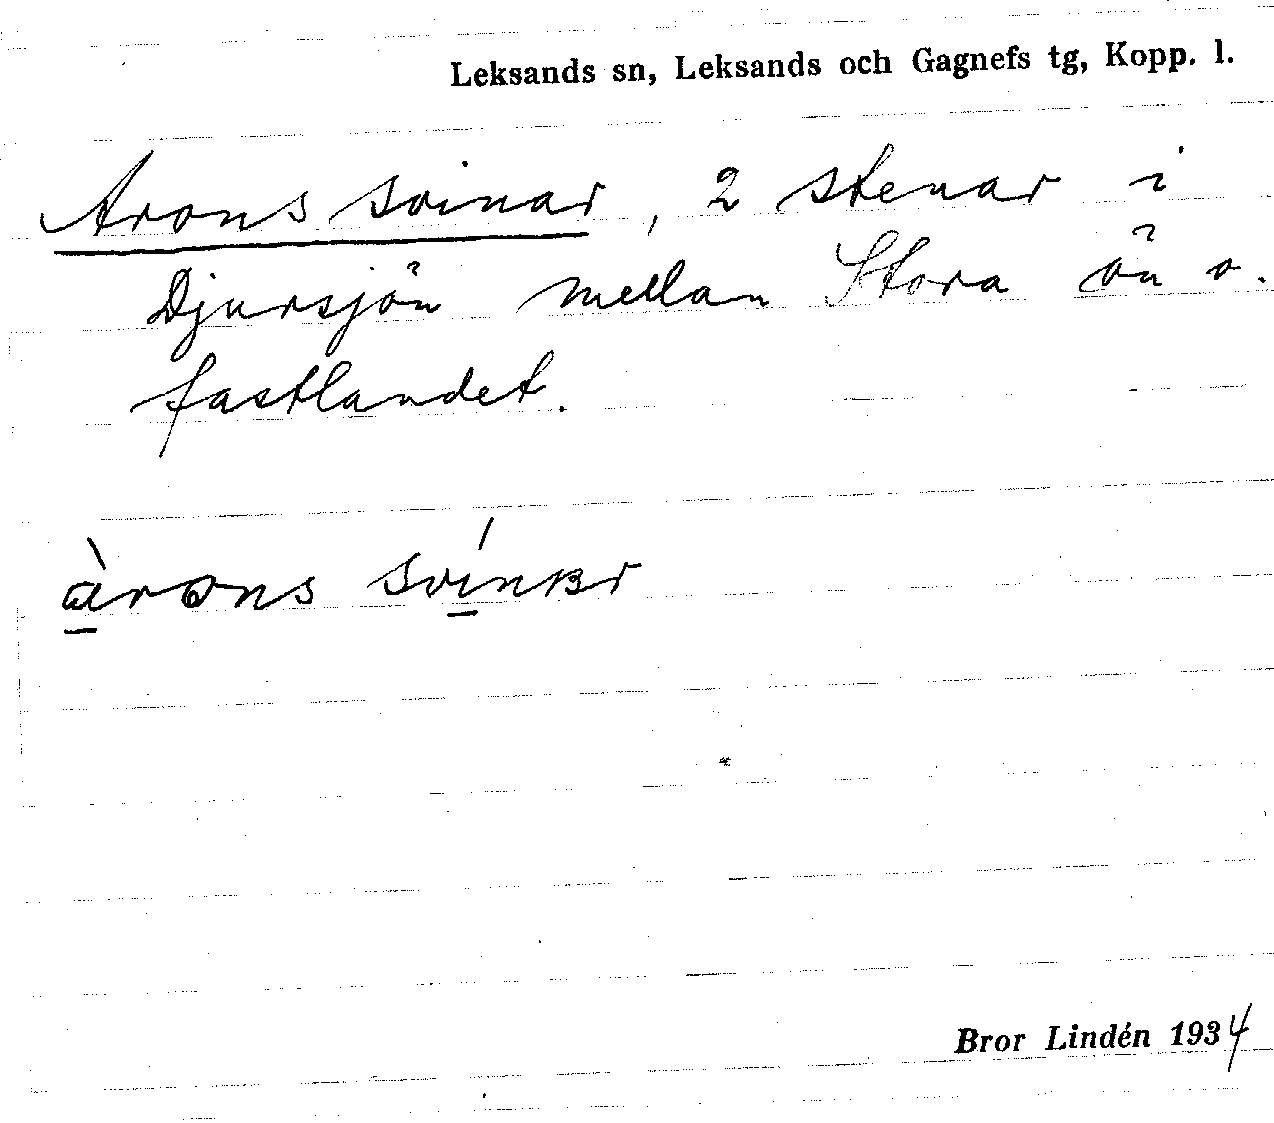 Leksands sn, Leksands och Gagnefs tg, Kopp. l.
Arons svinar, 2 stenar i
Djursjön mellan Stora ön o.
fastlandet.
àrons svínar
Bror Lindén 1934